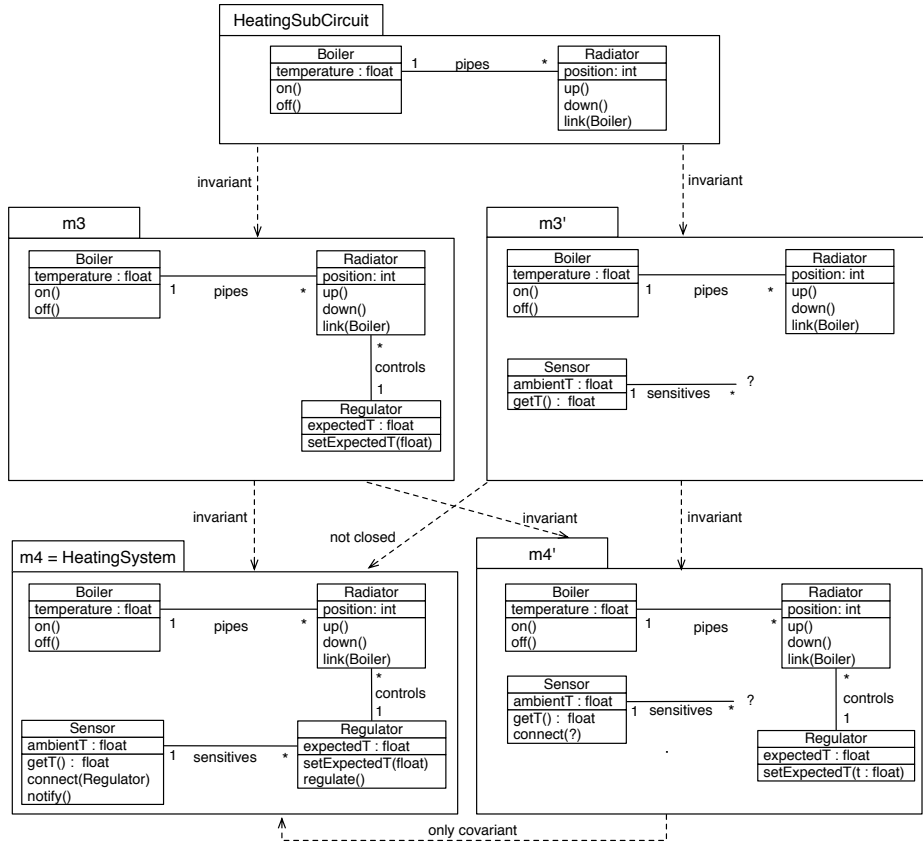 HeatingSubCircuit
Boiler
temperature : float
on()
off()
1 pipes *
Radiator
position: int
up()
down()
link(Boiler)
invariant
invariant
m3
Boiler
temperature : float
on()
off()
1 pipes *
Radiator
position: int
up()
down()
link(Boiler)
*
controls
1
Regulator
expectedT : float
setExpectedT(float)
m3'
Boiler
temperature : float
on()
off()
1 pipes *
Radiator
position: int
up()
down()
link(Boiler)
Sensor
ambientT : float
getT() : float
1 sensitives *
?
invariant
not closed
invariant
invariant
m4 = HeatingSystem
Boiler
temperature : float
on()
off()
1 pipes *
Radiator
position: int
up()
down()
link(Boiler)
*
controls
1
Sensor
ambientT : float
getT() : float
connect(Regulator)
notify()
1 sensitives *
Regulator
expectedT : float
setExpectedT(float)
regulate()
m4'
Boiler
temperature : float
on()
off()
1 pipes *
Radiator
position: int
up()
down()
link(Boiler)
Sensor
ambientT : float
getT() : float
connect(?)
1 sensitives *
?
*
controls
1
Regulator
expectedT : float
setExpectedT(t : float)
only covariant